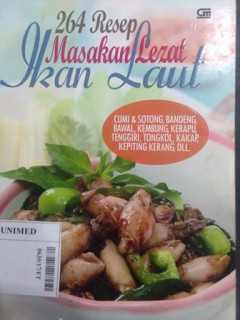 GM
264 Resep
Masakan Lezat
Ikan Laut
CUMI & SOTONG, BANDENG
BAWAL, KEMBUNG, KERAPU,
TENGGIRI, TONGKOL, KAKAP,
KEPITING KERANG, DLL.
UNIMED